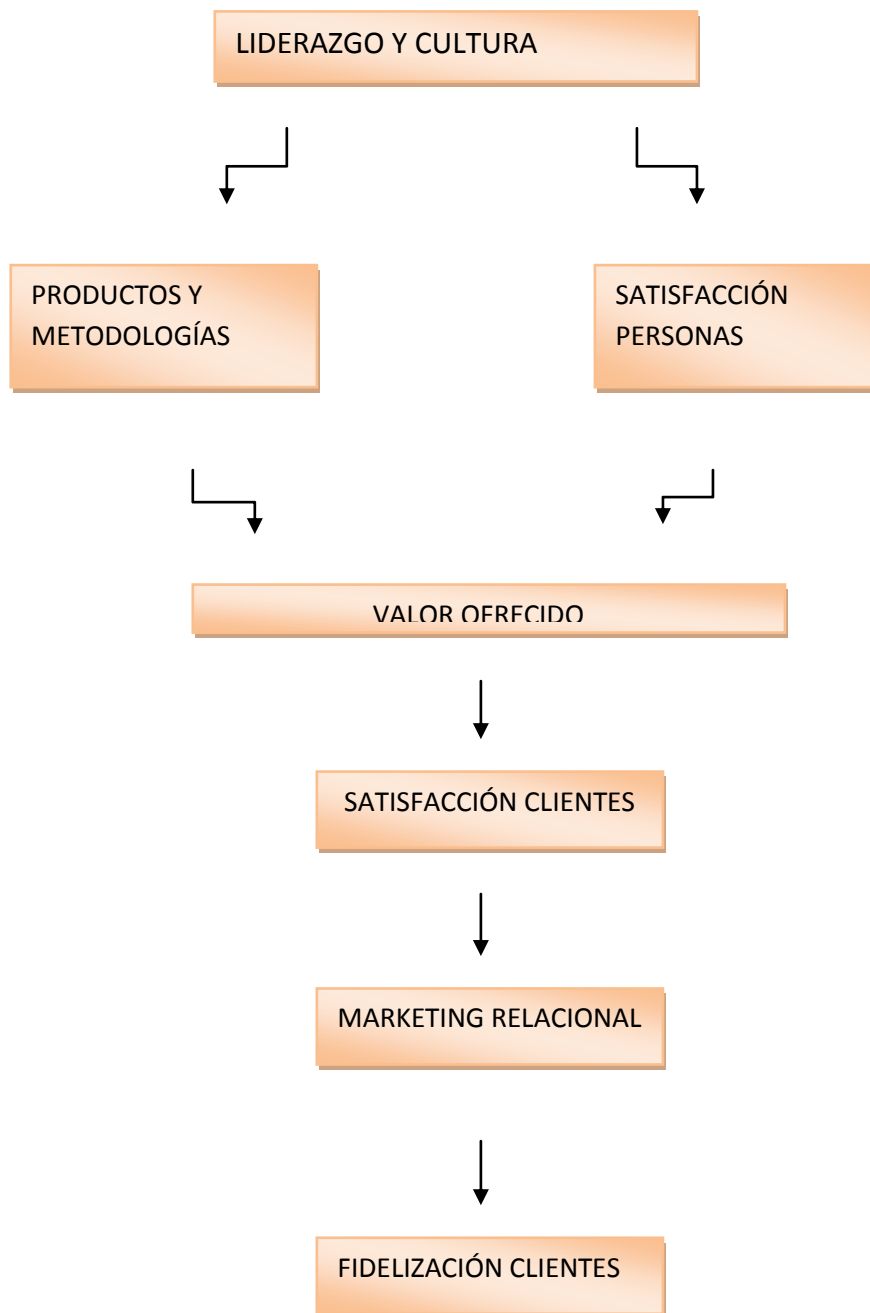 LIDERAZGO Y CULTURA
PRODUCTOS Y
METODOLOGÍAS
SATISFACCIÓN
PERSONAS
VALOR OFRECIDO
SATISFACCIÓN CLIENTES
MARKETING RELACIONAL
FIDELIZACIÓN CLIENTES